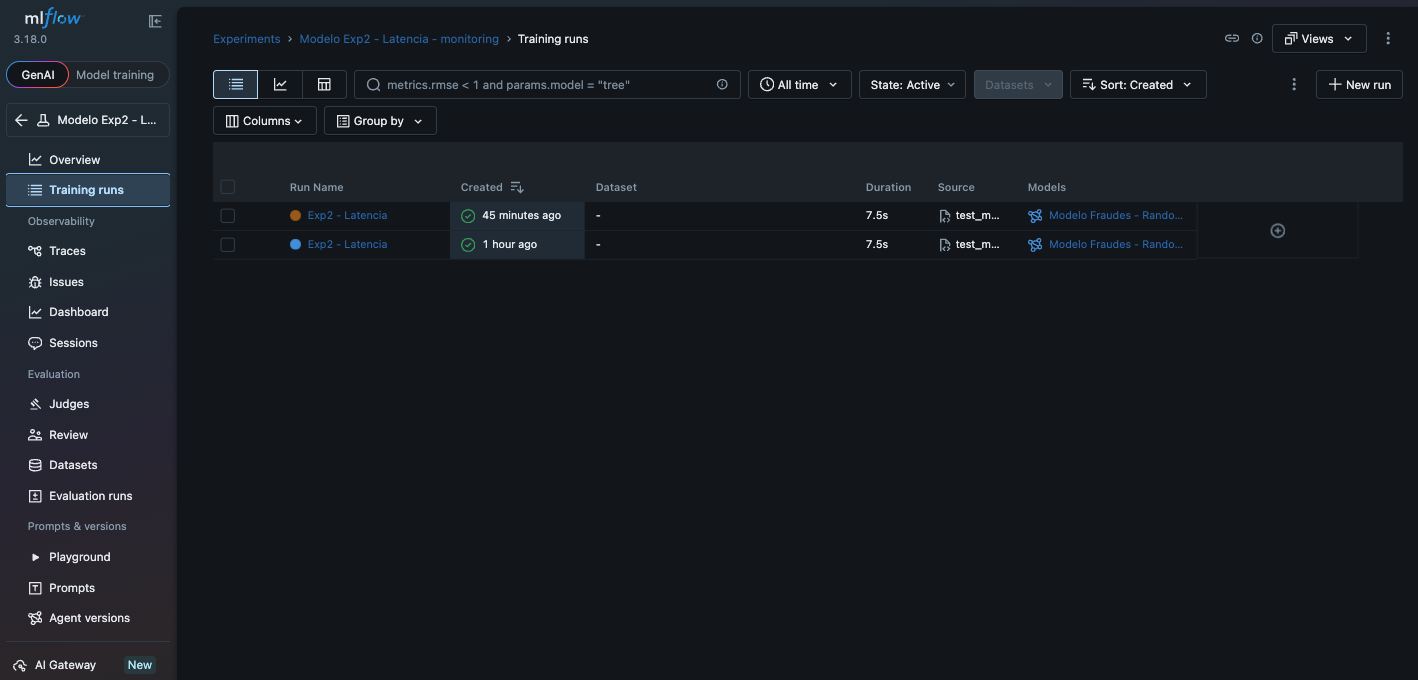 mlflow
3.18.0
GenAI Model training
Modelo Exp2 - L...
Overview
Training runs
Observability
Traces
Issues
Dashboard
Sessions
Evaluation
Judges
Review
Datasets
Evaluation runs
Prompts & versions
Playground
Prompts
Agent versions
AI Gateway New
Experiments > Modelo Exp2 - Latencia - monitoring > Training runs
Views
metrics.rmse < 1 and params.model = "tree"
All time
State: Active
Datasets
Sort: Created
New run
Columns
Group by
Run Name Created Dataset Duration Source Models
Exp2 - Latencia 45 minutes ago - 7.5s test_m... Modelo Fraudes - Rando...
Exp2 - Latencia 1 hour ago - 7.5s test_m... Modelo Fraudes - Rando...